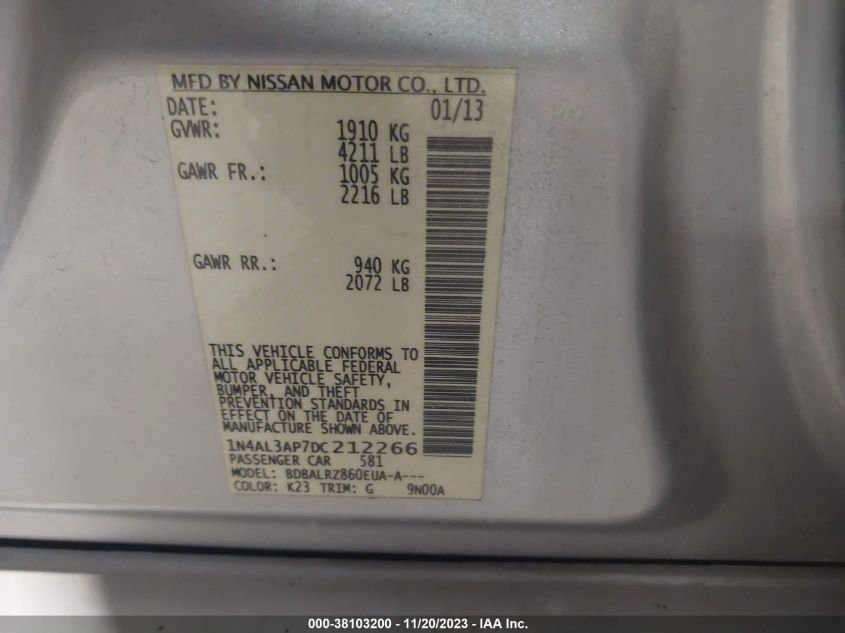 MFD BY NISSAN MOTOR CO., LTD.
DATE: 01/13
GVWR: 1910 KG
4211 LB
GAWR FR.: 1005 KG
2216 LB
GAWR RR.: 940 KG
2072 LB
THIS VEHICLE CONFORMS TO
ALL APPLICABLE FEDERAL
MOTOR VEHICLE SAFETY,
BUMPER, AND THEFT
PREVENTION STANDARDS IN
EFFECT ON THE DATE OF
MANUFACTURE SHOWN ABOVE.
1N4AL3AP7DC212266
PASSENGER CAR 581
MODEL: BDBALRZ860EUA-A---
COLOR: K23 TRIM: G 9N00A
000-38103200 - 11/20/2023 - IAA Inc.